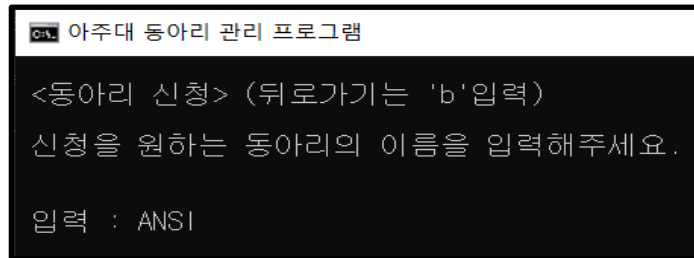 아주대 동아리 관리 프로그램
<동아리 신청> (뒤로가기는 'b'입력)
신청을 원하는 동아리의 이름을 입력해주세요.
입력 : ANSI